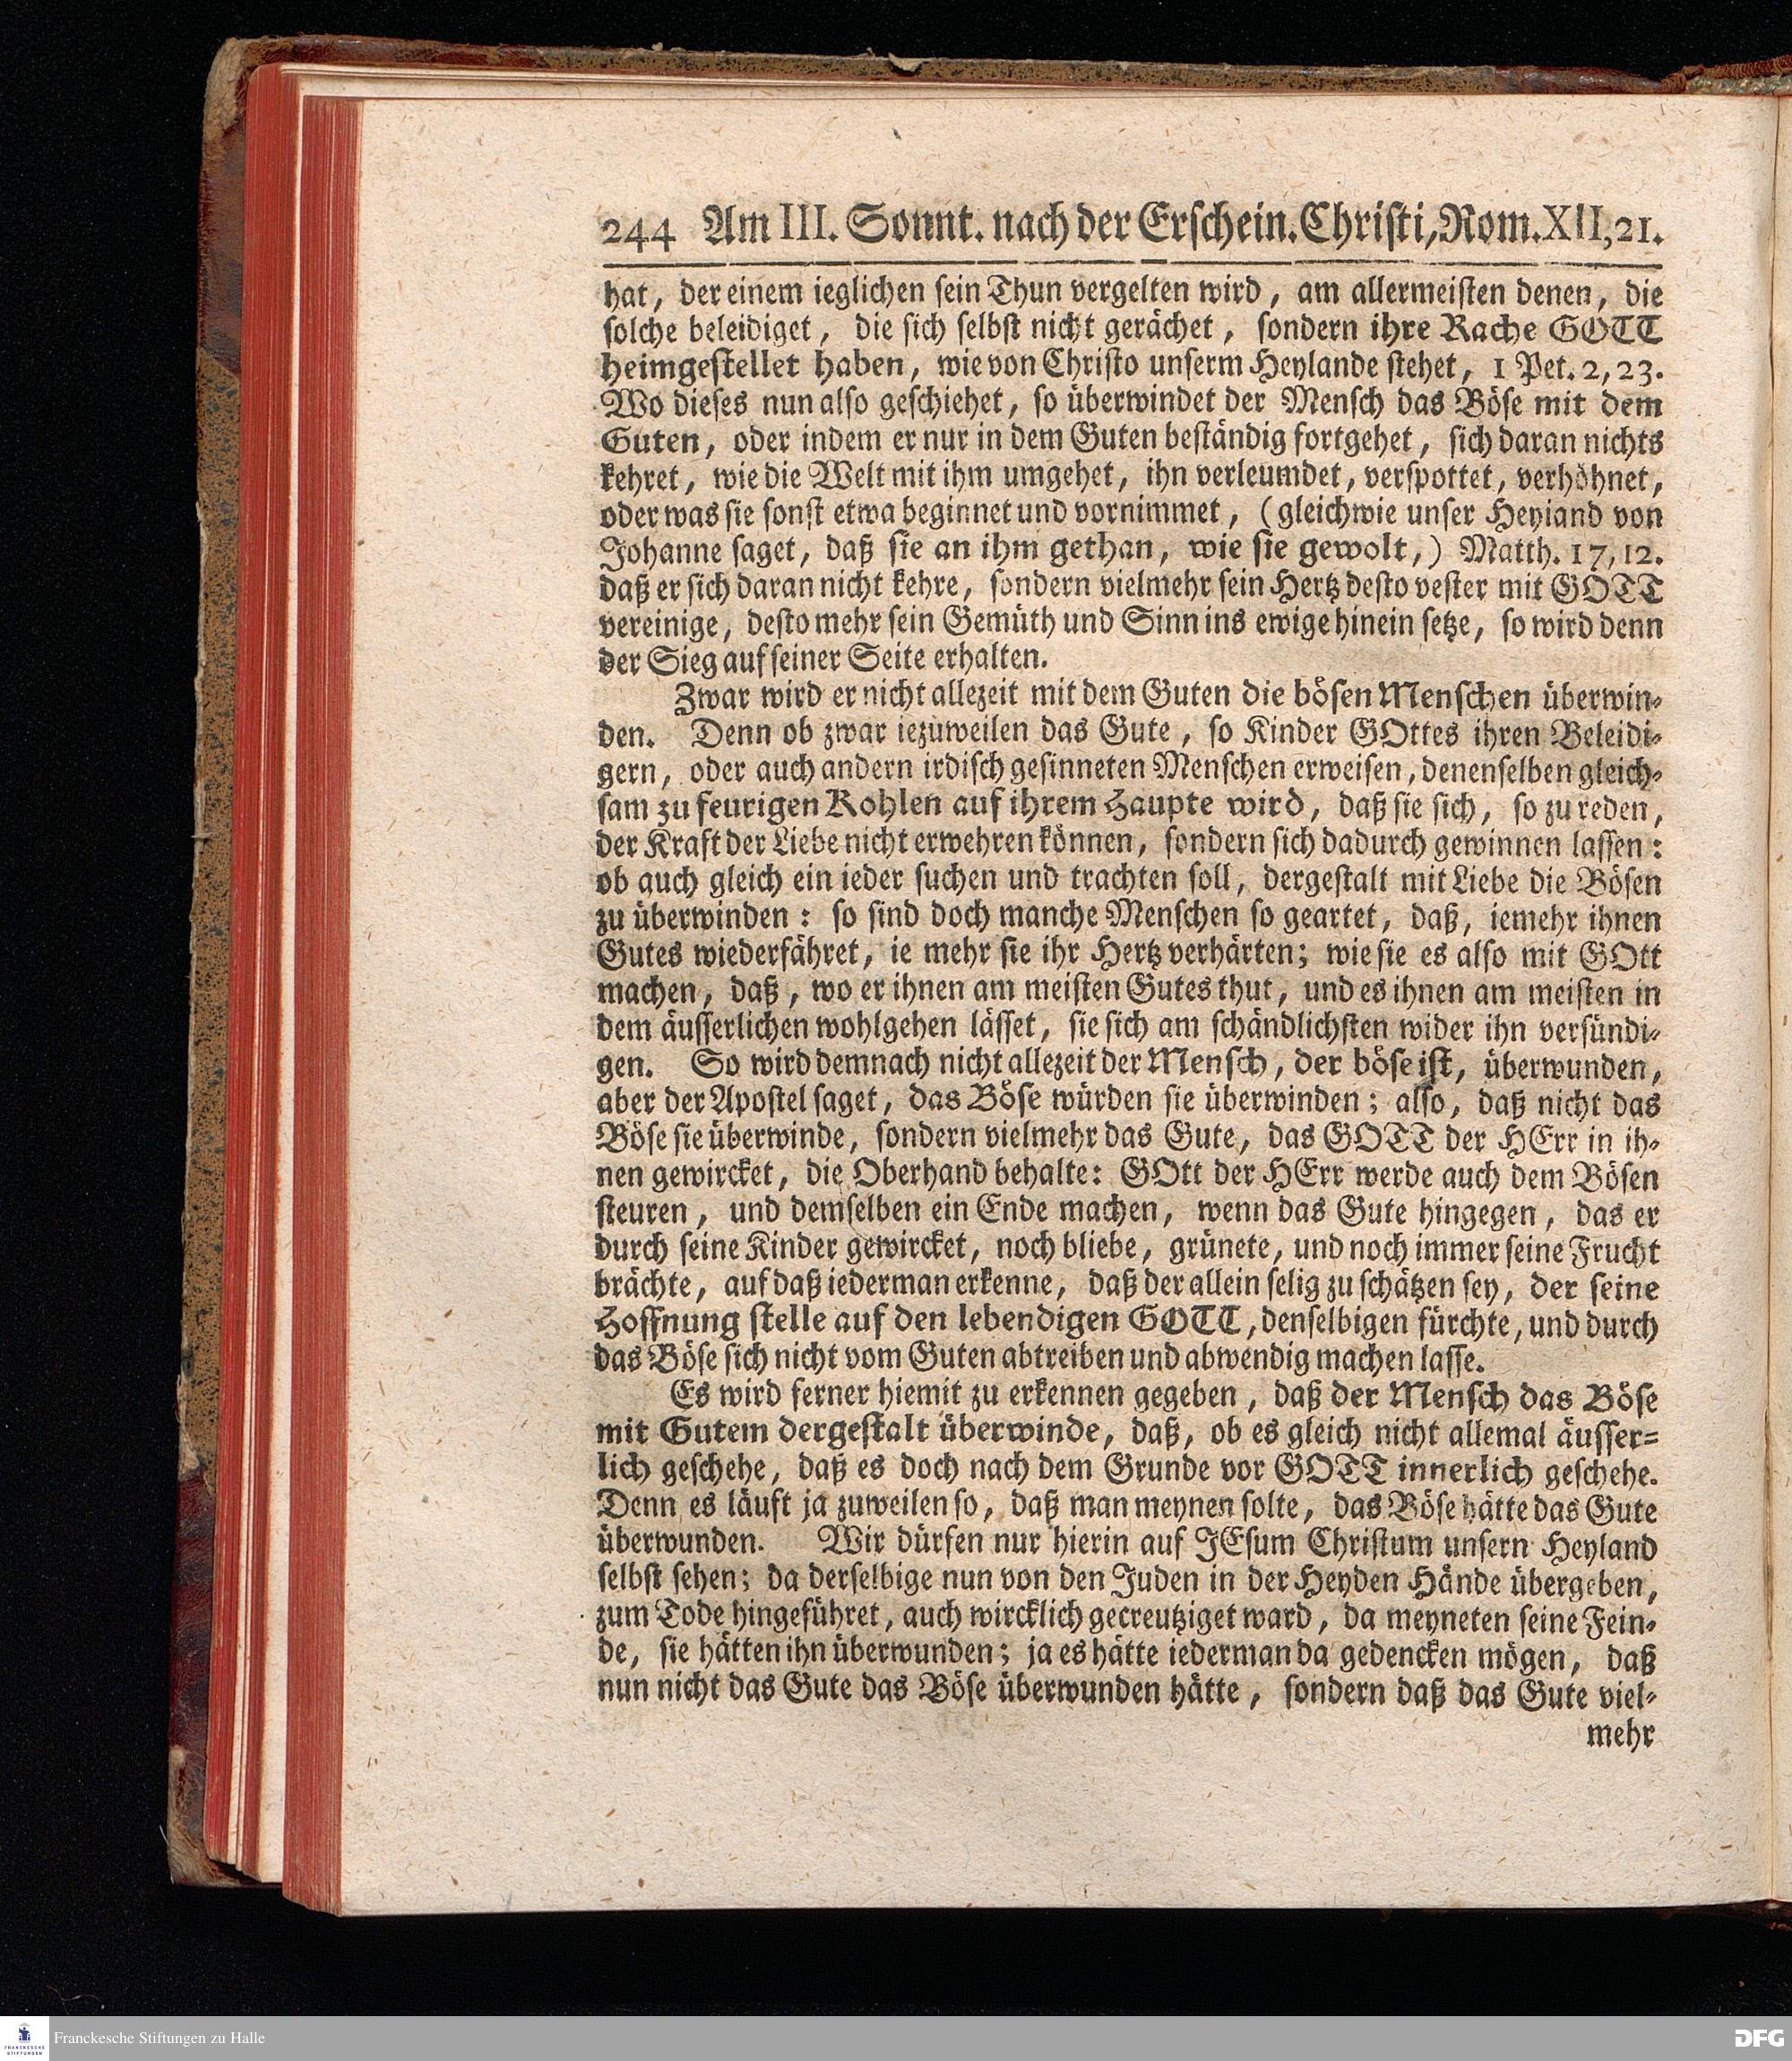 244 Am III. Sonnt. nach der Erschein. Christi, Rom. XII, 21.
hat, der einem ieglichen sein Thun vergelten wird, am allermeisten denen, die
solche beleidiget, die sich selbst nicht gerächet, sondern ihre Rache GOTT
heimgestellet haben, wie von Christo unserm Heylande stehet, 1 Pet. 2, 23.
Wo dieses nun also geschiehet, so überwindet der Mensch das Böse mit dem
Guten, oder indem er nur in dem Guten beständig fortgehet, sich daran nichts
kehret, wie die Welt mit ihm umgehet, ihn verleumdet, verspottet, verhöhnet,
oder was sie sonst etwa beginnet und vornimmet, (gleichwie unser Heyland von
Johanne saget, daß sie an ihm gethan, wie sie gewolt,) Matth. 17, 12.
daß er sich daran nicht kehre, sondern vielmehr sein Hertz desto vester mit GOTT
vereinige, desto mehr sein Gemüth und Sinn ins ewige hinein setze, so wird denn
der Sieg auf seiner Seite erhalten.
Zwar wird er nicht allezeit mit dem Guten die bösen Menschen überwin-
den. Denn ob zwar iezuweilen das Gute, so Kinder GOttes ihren Beleidi-
gern, oder auch andern irdisch gesinneten Menschen erweisen, denenselben gleich-
sam zu feurigen Kohlen auf ihrem Haupte wird, daß sie sich, so zu reden,
der Kraft der Liebe nicht erwehren können, sondern sich dadurch gewinnen lassen:
ob auch gleich ein ieder suchen und trachten soll, dergestalt mit Liebe die Bösen
zu überwinden: so sind doch manche Menschen so geartet, daß, iemehr ihnen
Gutes wiederfähret, ie mehr sie ihr Hertz verhärten; wie sie es also mit GOtt
machen, daß, wo er ihnen am meisten Gutes thut, und es ihnen am meisten in
dem äusserlichen wohlgehen lässet, sie sich am schändlichsten wider ihn versündi-
gen. So wird demnach nicht allezeit der Mensch, der böse ist, überwunden,
aber der Apostel saget, das Böse würden sie überwinden; also, daß nicht das
Böse sie überwinde, sondern vielmehr das Gute, das GOTT der HErr in ih-
nen gewircket, die Oberhand behalte: GOtt der HErr werde auch dem Bösen
steuren, und demselben ein Ende machen, wenn das Gute hingegen, das er
durch seine Kinder gewircket, noch bliebe, grünete, und noch immer seine Frucht
brächte, auf daß iederman erkenne, daß der allein selig zu schätzen sey, der seine
Hoffnung stelle auf den lebendigen GOTT, denselbigen fürchte, und durch
das Böse sich nicht vom Guten abtreiben und abwendig machen lasse.
Es wird ferner hiemit zu erkennen gegeben, daß der Mensch das Böse
mit Gutem dergestalt überwinde, daß, ob es gleich nicht allemal äusser-
lich geschehe, daß es doch nach dem Grunde vor GOTT innerlich geschehe.
Denn es läuft ja zuweilen so, daß man meynen solte, das Böse hätte das Gute
überwunden. Wir dürfen nur hierin auf JEsum Christum unsern Heyland
selbst sehen; da derselbige nun von den Juden in der Heyden Hände übergeben,
zum Tode hingeführet, auch wircklich gecreutziget ward, da meyneten seine Fein-
de, sie hätten ihn überwunden; ja es hätte iederman da gedencken mögen, daß
nun nicht das Gute das Böse überwunden hätte, sondern daß das Gute viel-
mehr
FRANCKESCHE STIFTUNGEN
Franckesche Stiftungen zu Halle
DFG